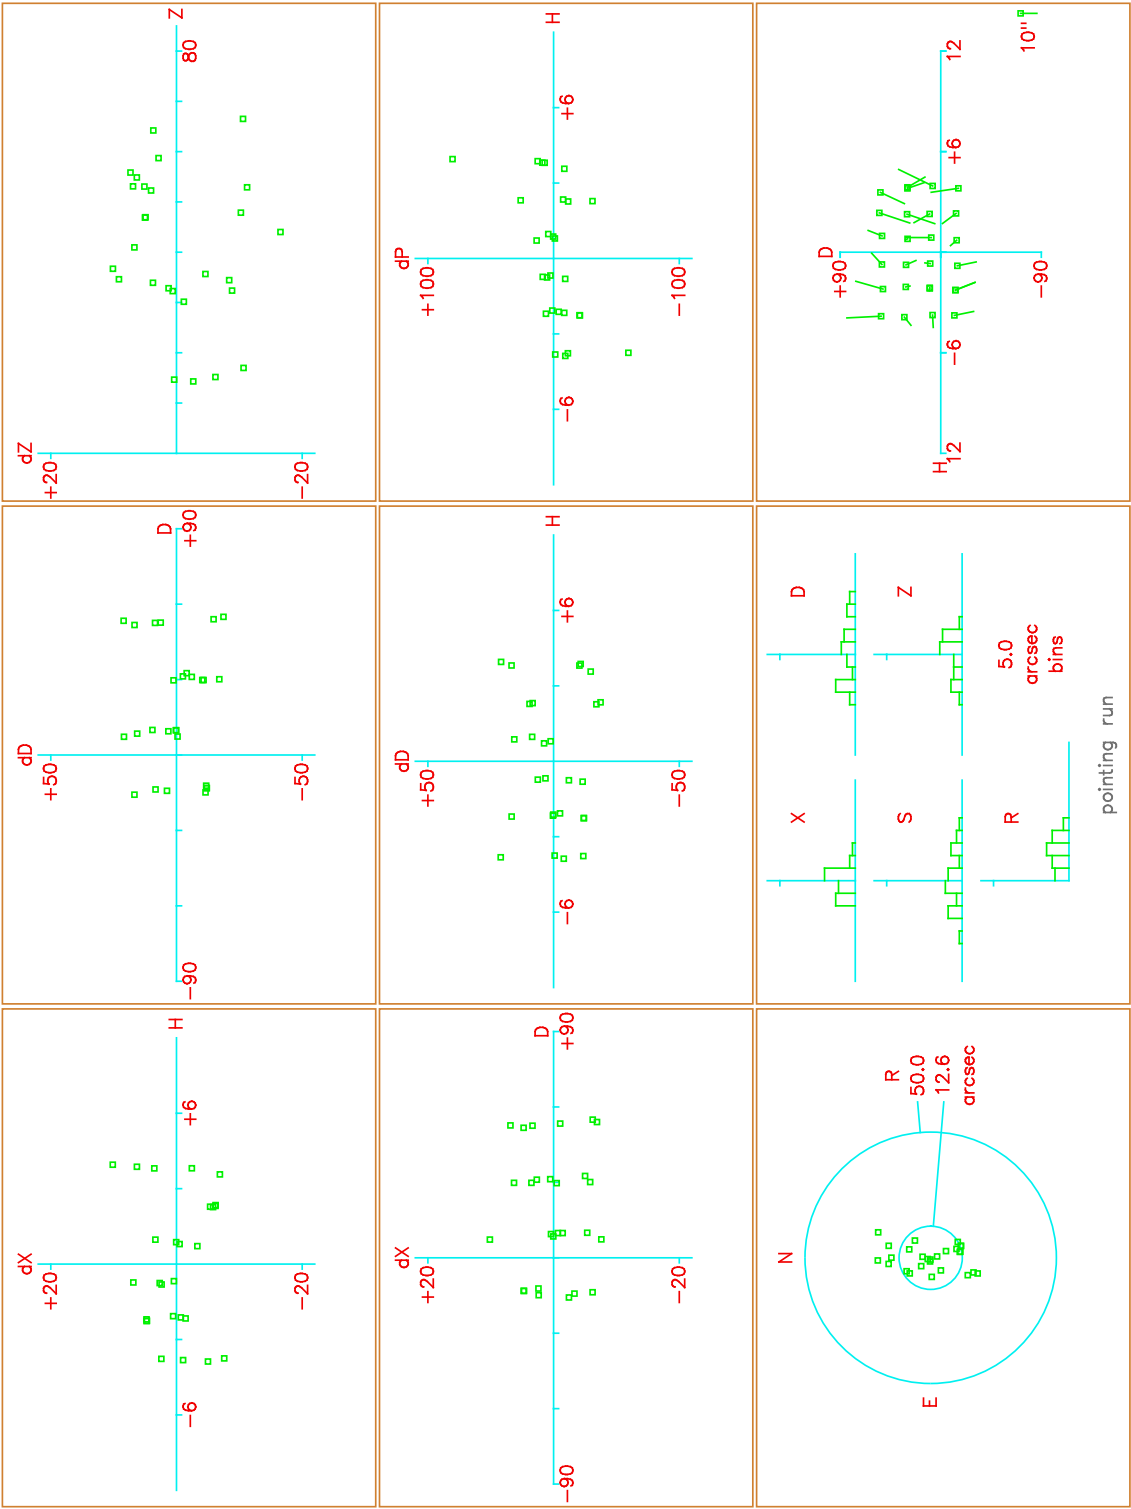 dX
+20
H
-6 +6
-20
dD
+50
D
-90 +90
-50
dZ
+20
Z
80
-20
dX
+20
D
-90 +90
-20
dD
+50
H
-6 +6
-50
dP
+100
H
-6 +6
-100
N
R
50.0
E 12.6
arcsec
X D
S Z
R 5.0
arcsec
bins
pointing run
D
+90
H
12 -6 +6 12
10"
-90